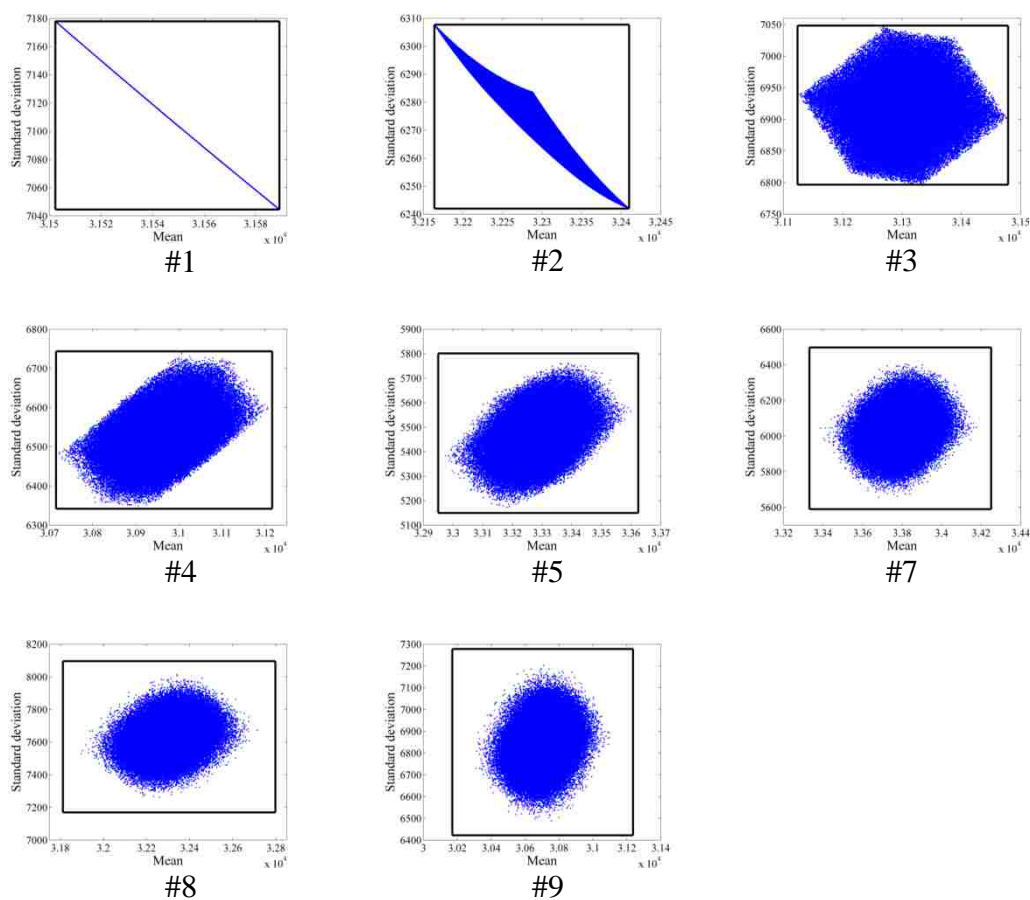 Standard deviation
7180
7160
7140
7120
7100
7080
7060
7040
3.15 3.152 3.154 3.156 3.158
Mean
x 10⁴
#1
Standard deviation
6310
6300
6290
6280
6270
6260
6250
6240
3.215 3.22 3.225 3.23 3.235 3.24 3.245
Mean
x 10⁴
#2
Standard deviation
7050
7000
6950
6900
6850
6800
6750
3.11 3.12 3.13 3.14 3.15
Mean
x 10⁴
#3
Standard deviation
6800
6700
6600
6500
6400
6300
3.07 3.08 3.09 3.1 3.11 3.12
Mean
x 10⁴
#4
Standard deviation
5900
5800
5700
5600
5500
5400
5300
5200
5100
3.29 3.3 3.31 3.32 3.33 3.34 3.35 3.36 3.37
Mean
x 10⁴
#5
Standard deviation
6600
6400
6200
6000
5800
5600
3.32 3.34 3.36 3.38 3.4 3.42 3.44
Mean
x 10⁴
#7
Standard deviation
8200
8000
7800
7600
7400
7200
7000
3.18 3.2 3.22 3.24 3.26 3.28
Mean
x 10⁴
#8
Standard deviation
7300
7200
7100
7000
6900
6800
6700
6600
6500
6400
3 3.02 3.04 3.06 3.08 3.1 3.12 3.14
Mean
x 10⁴
#9